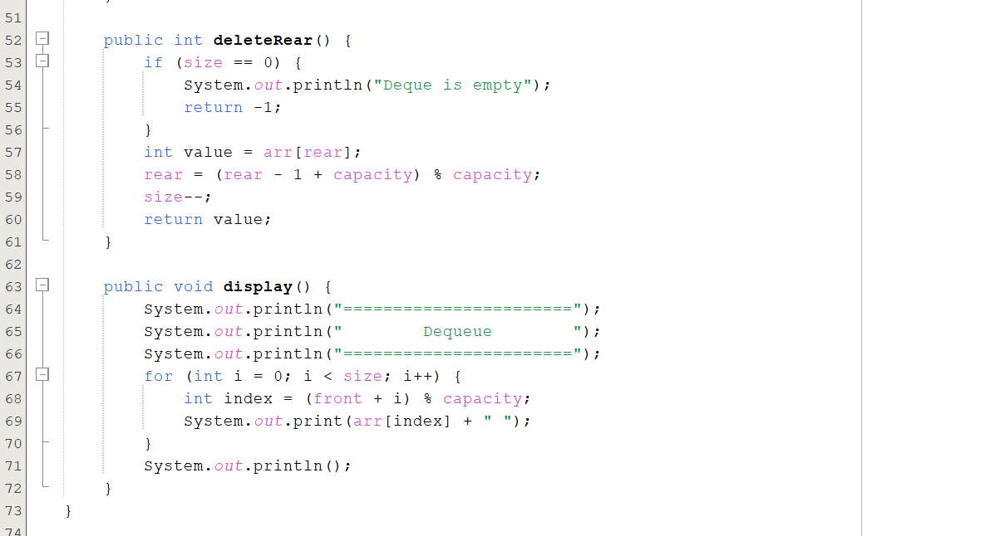 51
52 public int deleteRear() {
53 if (size == 0) {
54 System.out.println("Deque is empty");
55 return -1;
56 }
57 int value = arr[rear];
58 rear = (rear - 1 + capacity) % capacity;
59 size--;
60 return value;
61 }
62
63 public void display() {
64 System.out.println("=======================");
65 System.out.println("        Dequeue        ");
66 System.out.println("=======================");
67 for (int i = 0; i < size; i++) {
68 int index = (front + i) % capacity;
69 System.out.print(arr[index] + " ");
70 }
71 System.out.println();
72 }
73 }
74